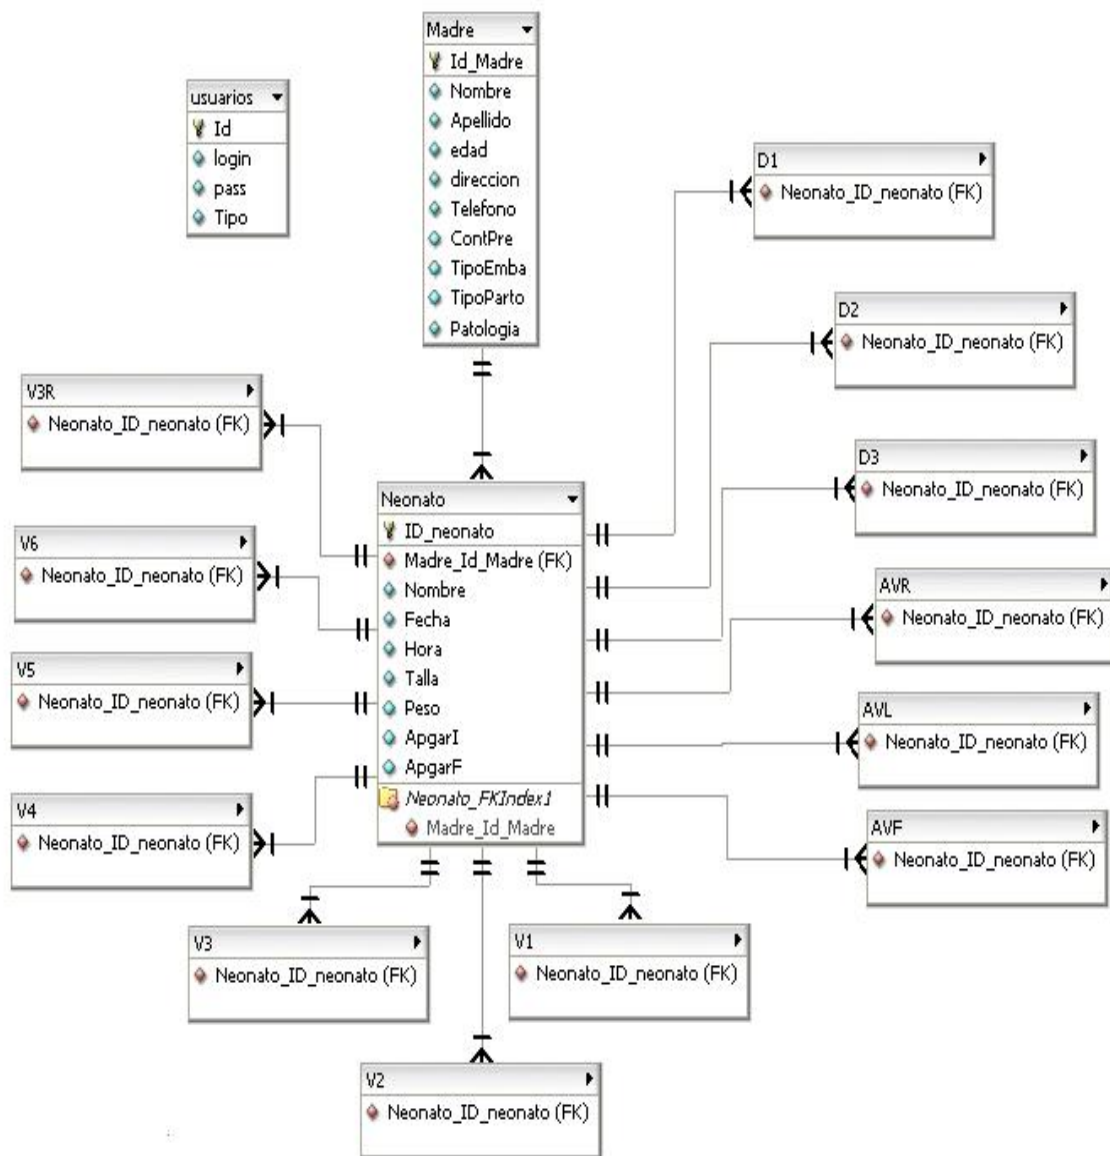 Madre
Id_Madre
Nombre
Apellido
edad
direccion
Telefono
ContPre
TipoEmba
TipoParto
Patologia
usuarios
Id
login
pass
Tipo
D1
Neonato_ID_neonato (FK)
D2
Neonato_ID_neonato (FK)
D3
Neonato_ID_neonato (FK)
AVR
Neonato_ID_neonato (FK)
AVL
Neonato_ID_neonato (FK)
AVF
Neonato_ID_neonato (FK)
V3R
Neonato_ID_neonato (FK)
V6
Neonato_ID_neonato (FK)
V5
Neonato_ID_neonato (FK)
V4
Neonato_ID_neonato (FK)
Neonato
ID_neonato
Madre_Id_Madre (FK)
Nombre
Fecha
Hora
Talla
Peso
ApgarI
ApgarF
Neonato_FKIndex1
Madre_Id_Madre
V3
Neonato_ID_neonato (FK)
V1
Neonato_ID_neonato (FK)
V2
Neonato_ID_neonato (FK)